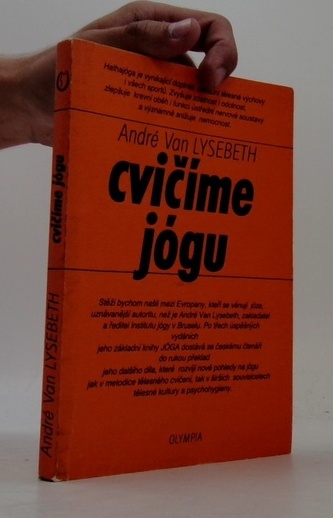 Hathajóga je vynikající doplněk tělesné výchovy
i všech sportů. Zvyšuje zdatnost i odolnost,
zlepšuje krevní oběh i funkci ústřední nervové soustavy
a významně snižuje nemocnost.
André Van LYSEBETH
cvičíme
jógu
Stěží bychom našli mezi Evropany, kteří se věnují józe,
uznávanější autoritu, než je André Van Lysebeth, zakladatel
a ředitel Institutu jógy v Bruselu. Po třech úspěšných
vydáních
jeho základní knihy JÓGA dostává se českému čtenáři
do rukou překlad
jeho dalšího díla, které rozvíjí nové pohledy na jógu
jak v metodice tělesného cvičení, tak v širších souvislostech
tělesné kultury a psychohygieny.
OLYMPIA
André Van LYSEBETH cvičíme jógu